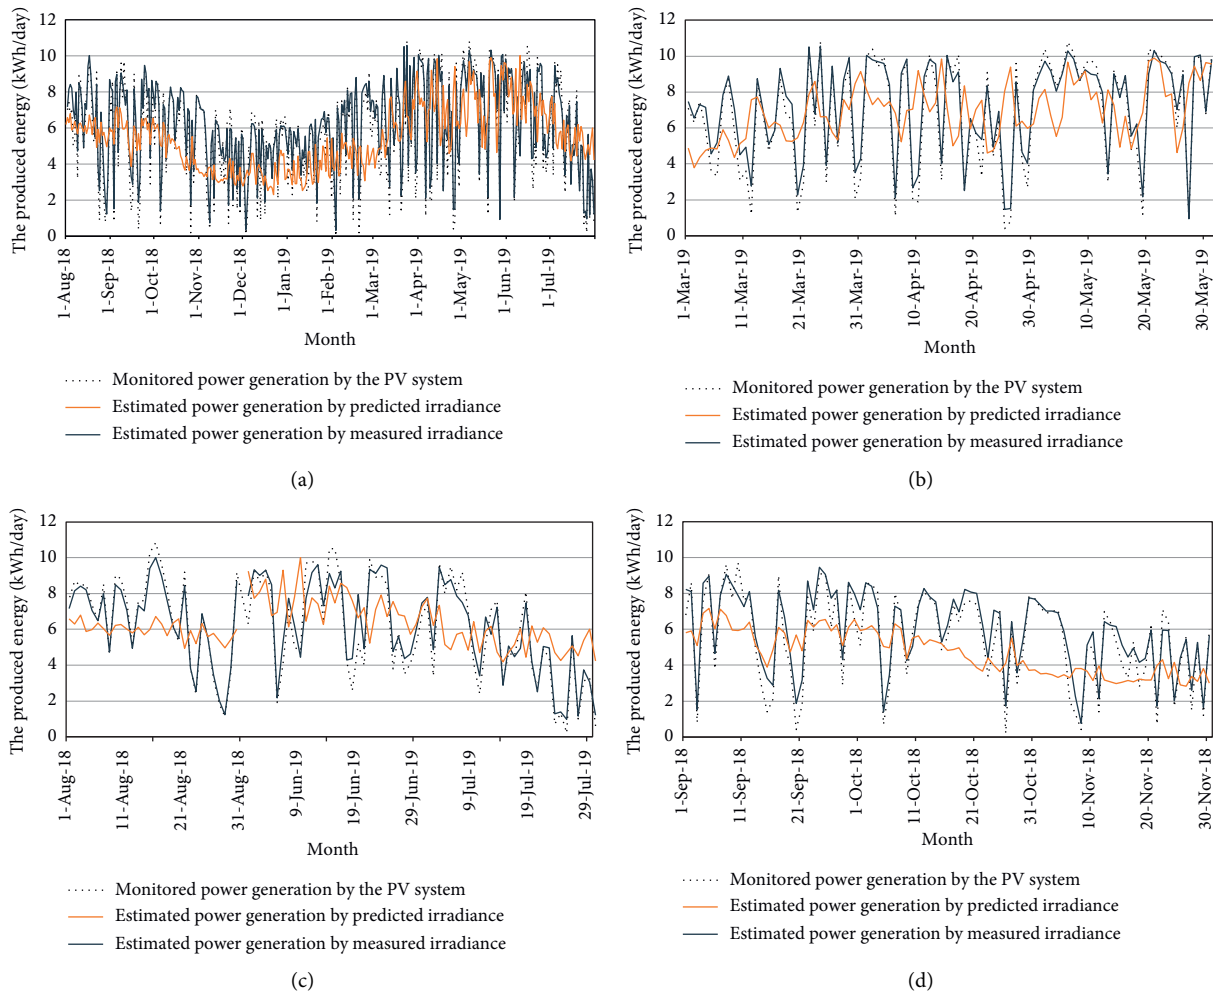 The produced energy (kWh/day)
12
10
8
6
4
2
0
1-Aug-18
1-Sep-18
1-Oct-18
1-Nov-18
1-Dec-18
1-Jan-19
1-Feb-19
1-Mar-19
1-Apr-19
1-May-19
1-Jun-19
1-Jul-19
Month
Monitored power generation by the PV system
Estimated power generation by predicted irradiance
Estimated power generation by measured irradiance
(a)
The produced energy (kWh/day)
12
10
8
6
4
2
0
1-Mar-19
11-Mar-19
21-Mar-19
31-Mar-19
10-Apr-19
20-Apr-19
30-Apr-19
10-May-19
20-May-19
30-May-19
Month
Monitored power generation by the PV system
Estimated power generation by predicted irradiance
Estimated power generation by measured irradiance
(b)
The produced energy (kWh/day)
12
10
8
6
4
2
0
1-Aug-18
11-Aug-18
21-Aug-18
31-Aug-18
9-Jun-19
19-Jun-19
29-Jun-19
9-Jul-19
19-Jul-19
29-Jul-19
Month
Monitored power generation by the PV system
Estimated power generation by predicted irradiance
Estimated power generation by measured irradiance
(c)
The produced energy (kWh/day)
12
10
8
6
4
2
0
1-Sep-18
11-Sep-18
21-Sep-18
1-Oct-18
11-Oct-18
21-Oct-18
31-Oct-18
10-Nov-18
20-Nov-18
30-Nov-18
Month
Monitored power generation by the PV system
Estimated power generation by predicted irradiance
Estimated power generation by measured irradiance
(d)